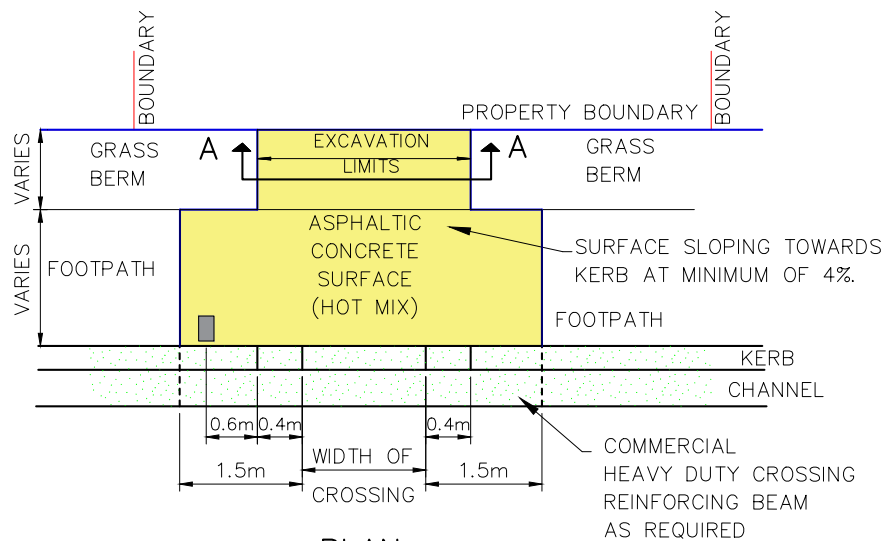 BOUNDARY
BOUNDARY
PROPERTY BOUNDARY
VARIES
GRASS
BERM
A
EXCAVATION
LIMITS
A
GRASS
BERM
VARIES
FOOTPATH
ASPHALTIC
CONCRETE
SURFACE
(HOT MIX)
SURFACE SLOPING TOWARDS
KERB AT MINIMUM OF 4%.
FOOTPATH
KERB
CHANNEL
0.6m
0.4m
0.4m
1.5m
WIDTH OF
CROSSING
1.5m
COMMERCIAL
HEAVY DUTY CROSSING
REINFORCING BEAM
AS REQUIRED
PLAN